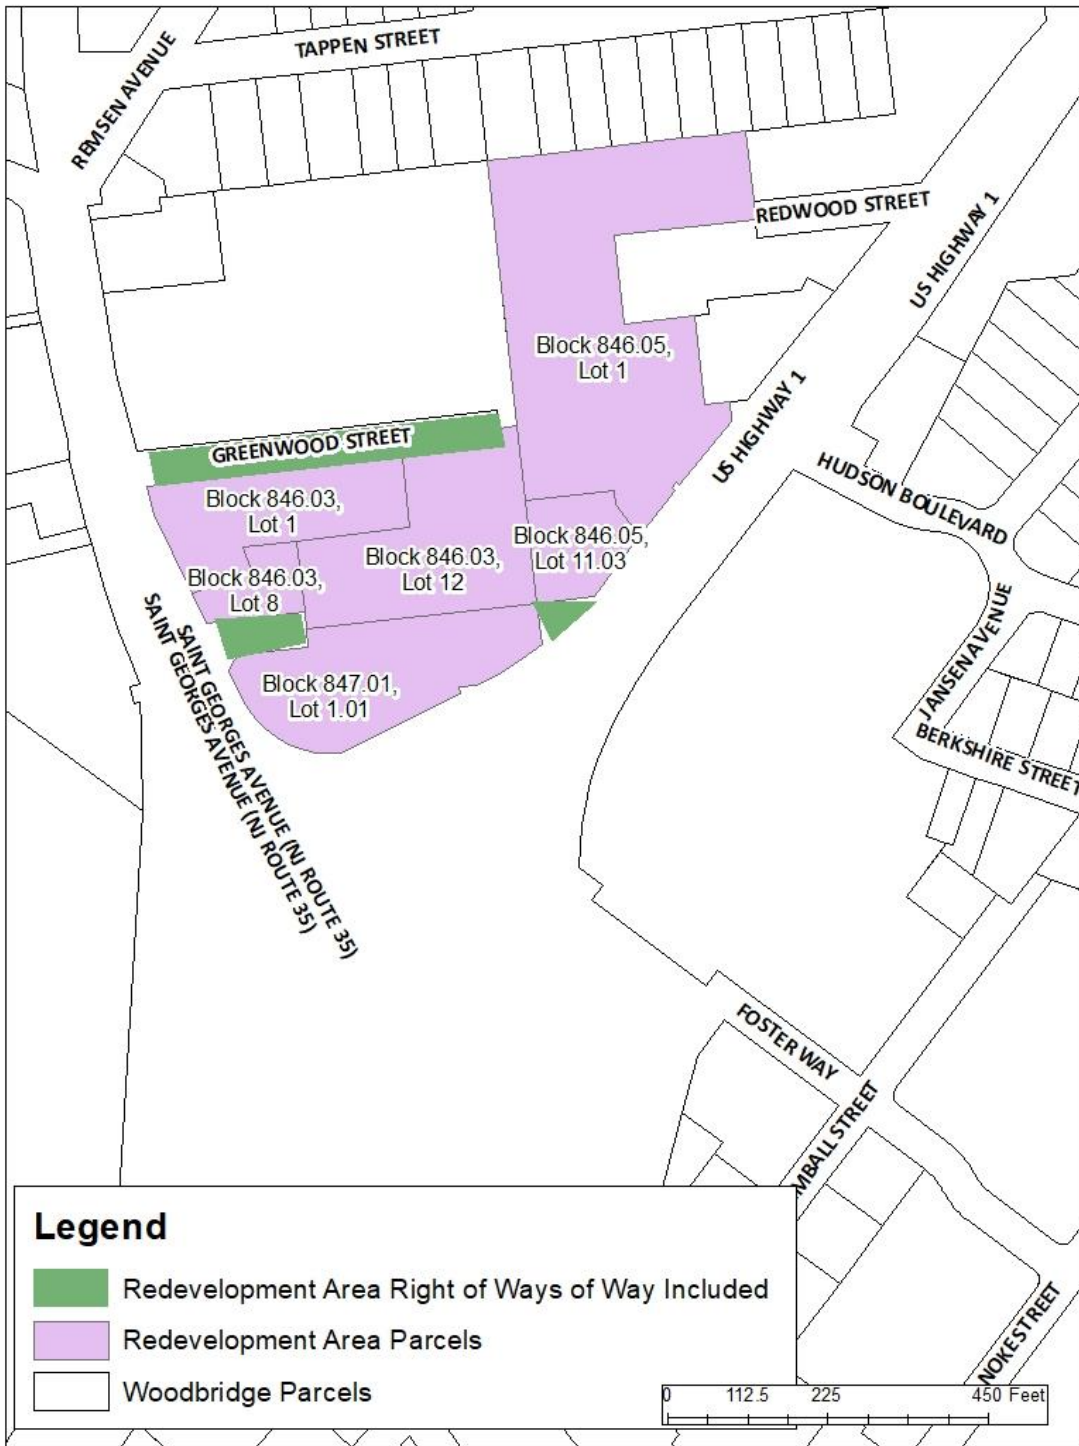 TAPPEN STREET
REMSEN AVENUE
REDWOOD STREET
US HIGHWAY 1
Block 846.05,
Lot 1
US HIGHWAY 1
GREENWOOD STREET
HUDSON BOULEVARD
Block 846.03,
Lot 1
Block 846.05,
Lot 11.03
Block 846.03,
Lot 12
Block 846.03,
Lot 8
JANSEN AVENUE
SAINT GEORGES AVENUE (NJ ROUTE 35)
SAINT GEORGES AVENUE (NJ ROUTE 35)
Block 847.01,
Lot 1.01
BERKSHIRE STREET
FOSTER WAY
MBALL STREET
NOKE STREET
Legend
Redevelopment Area Right of Ways of Way Included
Redevelopment Area Parcels
Woodbridge Parcels
0 112.5 225 450 Feet